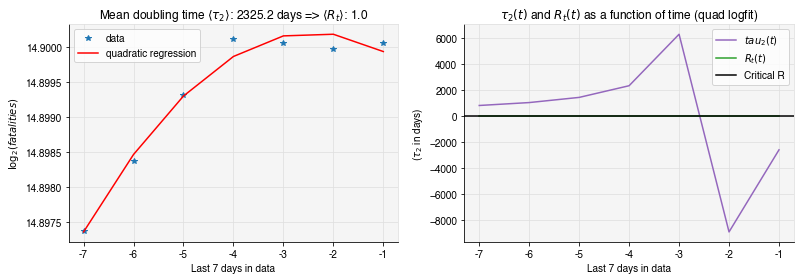 Mean doubling time ⟨τ₂⟩: 2325.2 days => ⟨Rₜ⟩: 1.0
data
quadratic regression
14.9000
14.8995
14.8990
14.8985
14.8980
14.8975
log₂(fatalities)
-7 -6 -5 -4 -3 -2 -1
Last 7 days in data
τ₂(t) and Rₜ(t) as a function of time (quad logfit)
tau₂(t)
Rₜ(t)
Critical R
6000
4000
2000
0
−2000
−4000
−6000
−8000
(τ₂ in days)
-7 -6 -5 -4 -3 -2 -1
Last 7 days in data